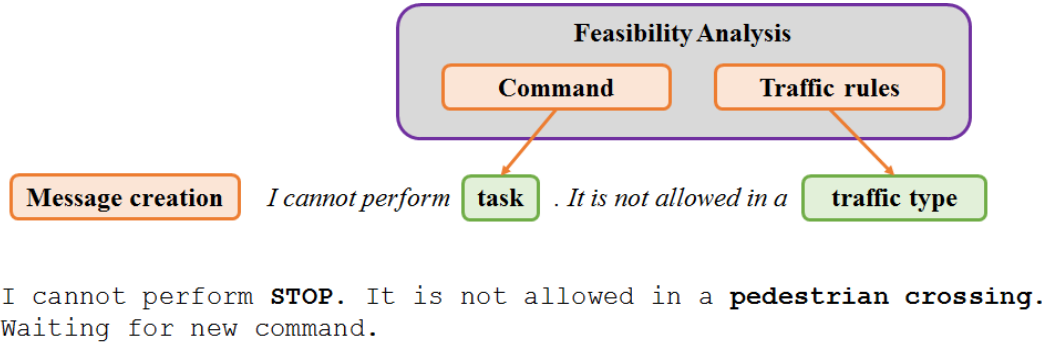 Feasibility Analysis
Command Traffic rules
Message creation I cannot perform task . It is not allowed in a traffic type
I cannot perform STOP. It is not allowed in a pedestrian crossing.
Waiting for new command.